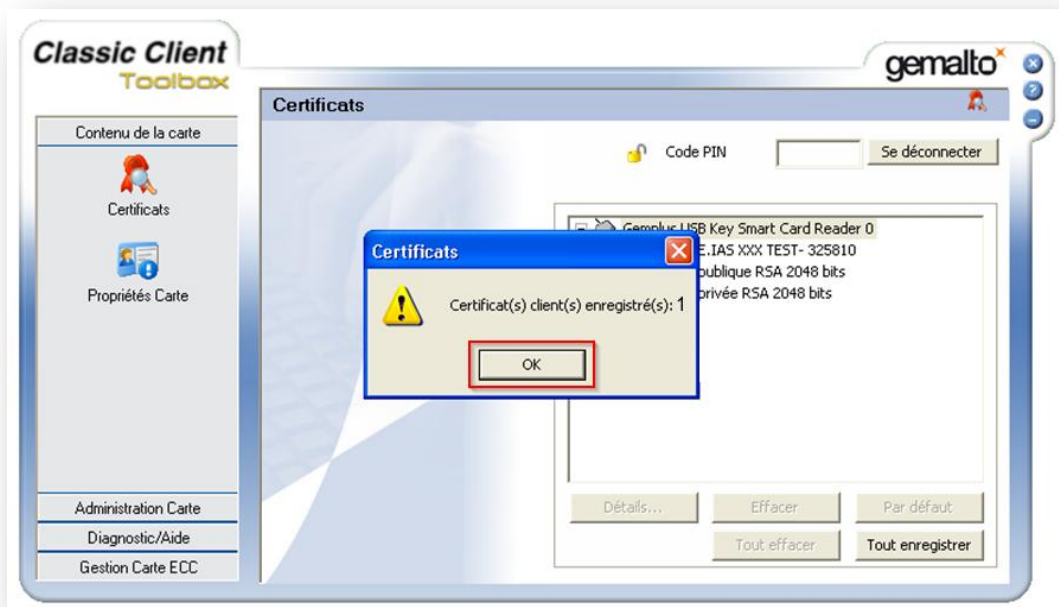 Classic Client
Toolbox
gemalto
Certificats
Contenu de la carte
Certificats
Propriétés Carte
Administration Carte
Diagnostic/Aide
Gestion Carte ECC
Code PIN
Se déconnecter
Gemplus USB Key Smart Card Reader 0
E.IAS XXX TEST- 325810
publique RSA 2048 bits
privée RSA 2048 bits
Certificats
Certificat(s) client(s) enregistré(s): 1
OK
Détails...
Effacer
Par défaut
Tout effacer
Tout enregistrer